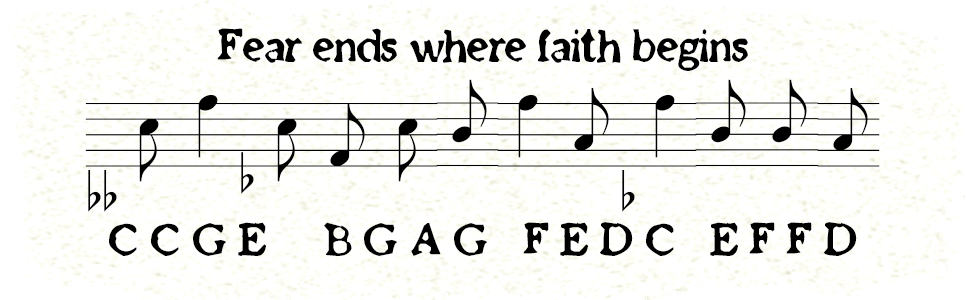 Fear ends where faith begins
C C G E B G A G F E D C E F F D